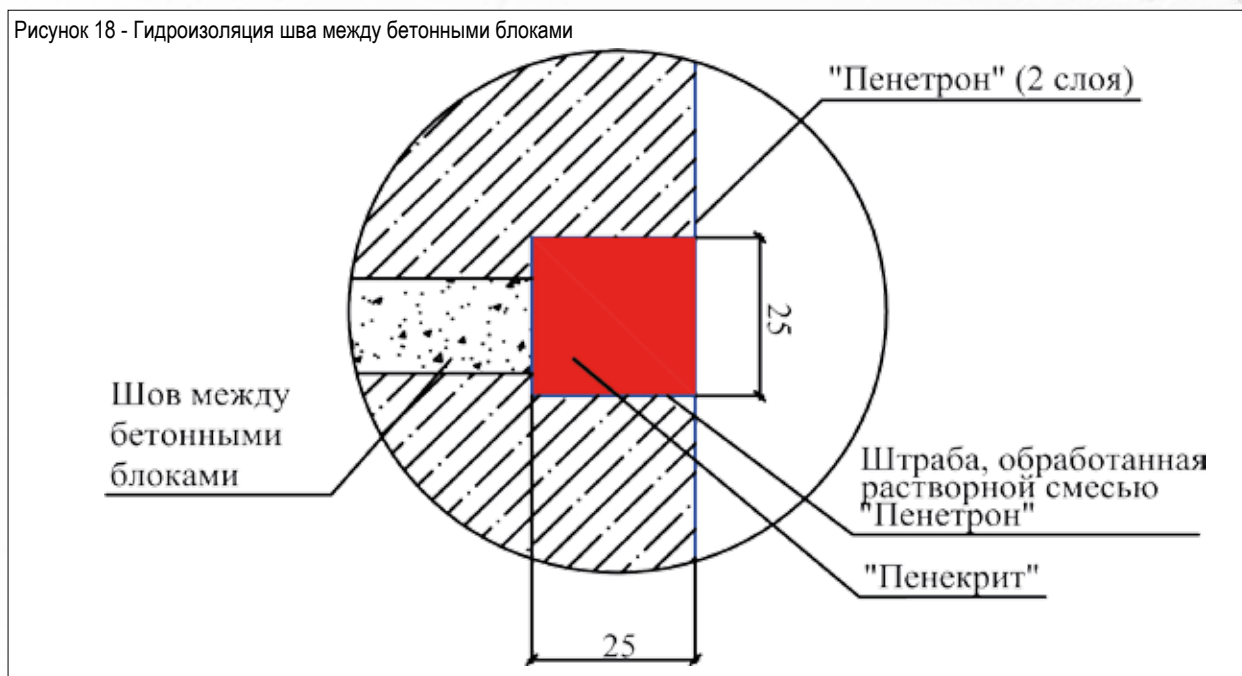 Рисунок 18 - Гидроизоляция шва между бетонными блоками
"Пенетрон" (2 слоя)
25
Шов между
бетонными
блоками
Штраба, обработанная
растворной смесью
"Пенетрон"
"Пенекрит"
25